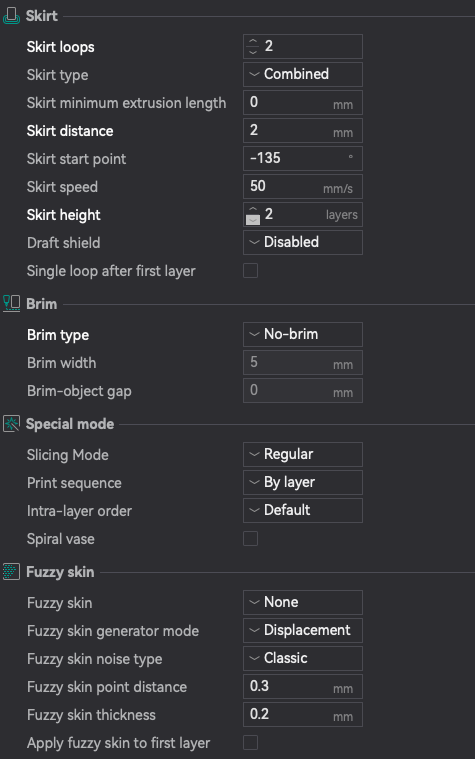 Skirt
Skirt loops 2
Skirt type Combined
Skirt minimum extrusion length 0 mm
Skirt distance 2 mm
Skirt start point -135 °
Skirt speed 50 mm/s
Skirt height 2 layers
Draft shield Disabled
Single loop after first layer
Brim
Brim type No-brim
Brim width 5 mm
Brim-object gap 0 mm
Special mode
Slicing Mode Regular
Print sequence By layer
Intra-layer order Default
Spiral vase
Fuzzy skin
Fuzzy skin None
Fuzzy skin generator mode Displacement
Fuzzy skin noise type Classic
Fuzzy skin point distance 0.3 mm
Fuzzy skin thickness 0.2 mm
Apply fuzzy skin to first layer